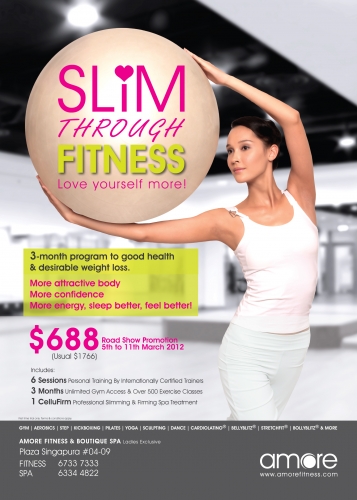 SLiM
THROUGH
FITNESS
Love yourself more!
3-month program to good health
& desirable weight loss.
More attractive body
More confidence
More energy, sleep better, feel better!
$688 Road Show Promotion
5th to 11th March 2012
(Usual $1766)
Includes:
6 Sessions Personal Training By Internationally Certified Trainers
3 Months Unlimited Gym Access & Over 500 Exercise Classes
1 CelluFirm Professional Slimming & Firming Spa Treatment
GYM | AEROBICS | STEP | KICKBOXING | PILATES | YOGA | SCULPTING | DANCE | CARDIOLATINO® | BELLYBLITZ® | STRETCHFIT® | BOLLYBLITZ® & MORE
AMORE FITNESS & BOUTIQUE SPA Ladies Exclusive
Plaza Singapura #04-09
FITNESS 6733 7333
SPA 6334 4822
amore
www.amorefitness.com